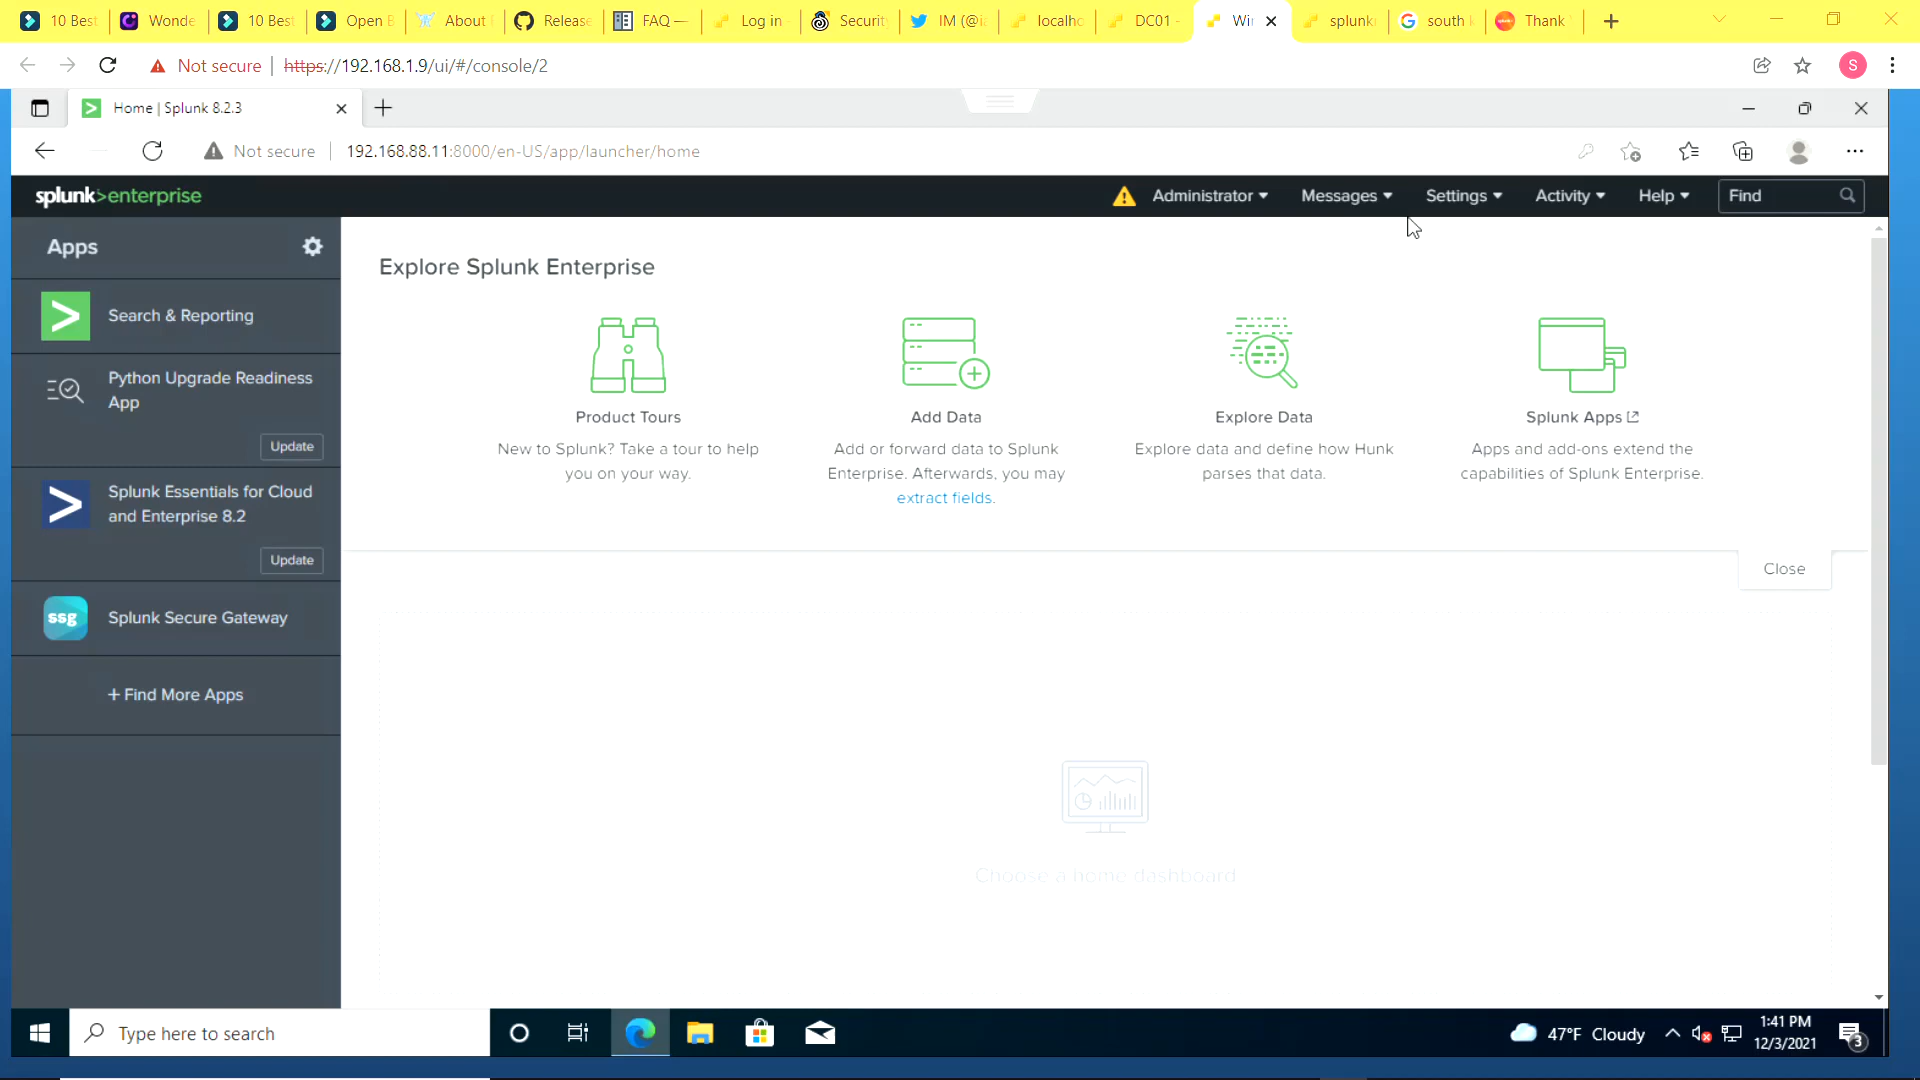 10 Best
Wonde
10 Best
Open B
About
Release
FAQ —
Log in
Security
IM (@ia
localho
DC01 -
Wi
splunk
south k
Thank
Not secure
https://192.168.1.9/ui/#/console/2
S
Home | Splunk 8.2.3
Not secure
192.168.88.11:8000/en-US/app/launcher/home
splunk>enterprise
Administrator
Messages
Settings
Activity
Help
Find
Apps
Search & Reporting
Python Upgrade Readiness
App
Update
Splunk Essentials for Cloud
and Enterprise 8.2
Update
ssg
Splunk Secure Gateway
+ Find More Apps
Explore Splunk Enterprise
Product Tours
New to Splunk? Take a tour to help
you on your way.
Add Data
Add or forward data to Splunk
Enterprise. Afterwards, you may
extract fields.
Explore Data
Explore data and define how Hunk
parses that data.
Splunk Apps
Apps and add-ons extend the
capabilities of Splunk Enterprise.
Close
Choose a home dashboard
Type here to search
47°F Cloudy
1:41 PM
12/3/2021
3